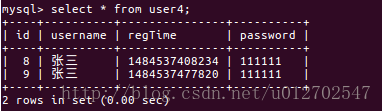 mysql> select * from user4;
+----+----------+---------------+----------+
| id | username | regTime | password |
+----+----------+---------------+----------+
| 8 | 张三 | 1484537408234 | 111111 |
| 9 | 张三 | 1484537477820 | 111111 |
+----+----------+---------------+----------+
http://blog.csdn.net/u012702547
2 rows in set (0.00 sec)